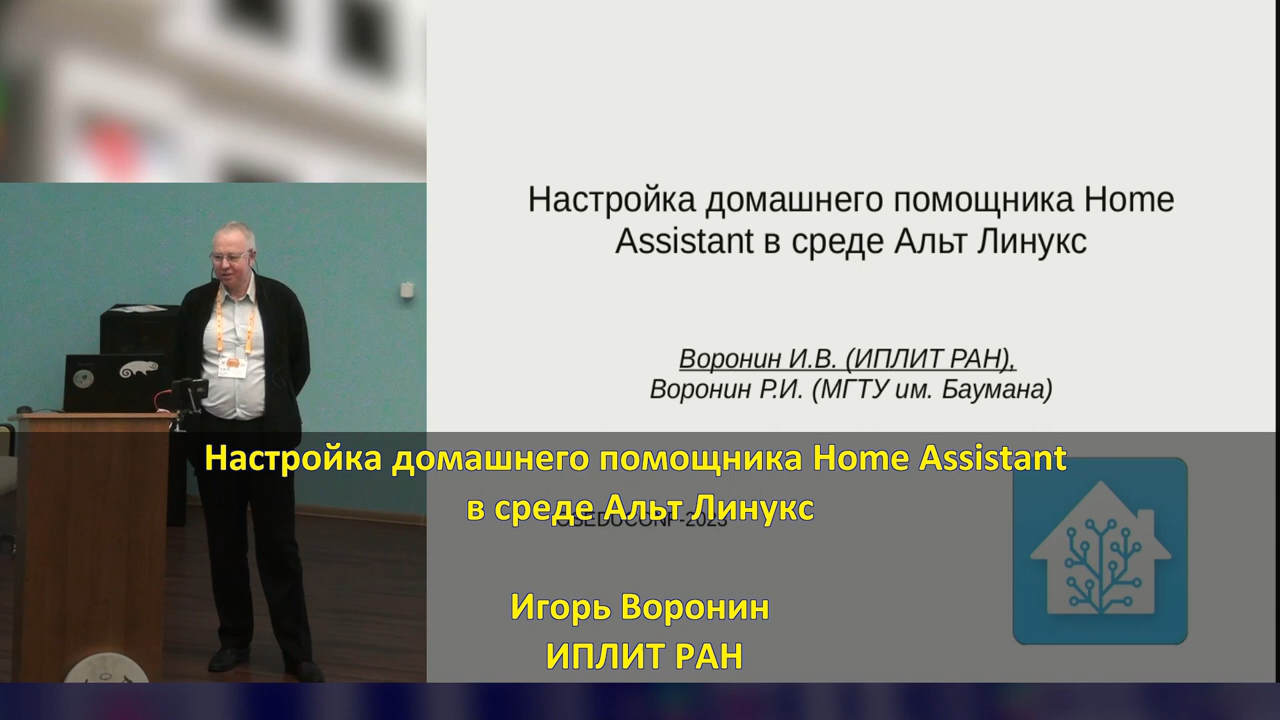 Настройка домашнего помощника Home
Assistant в среде Альт Линукс
Воронин И.В. (ИПЛИТ РАН),
Воронин Р.И. (МГТУ им. Баумана)
Настройка домашнего помощника Home Assistant
в среде Альт Линукс
Игорь Воронин
ИПЛИТ РАН